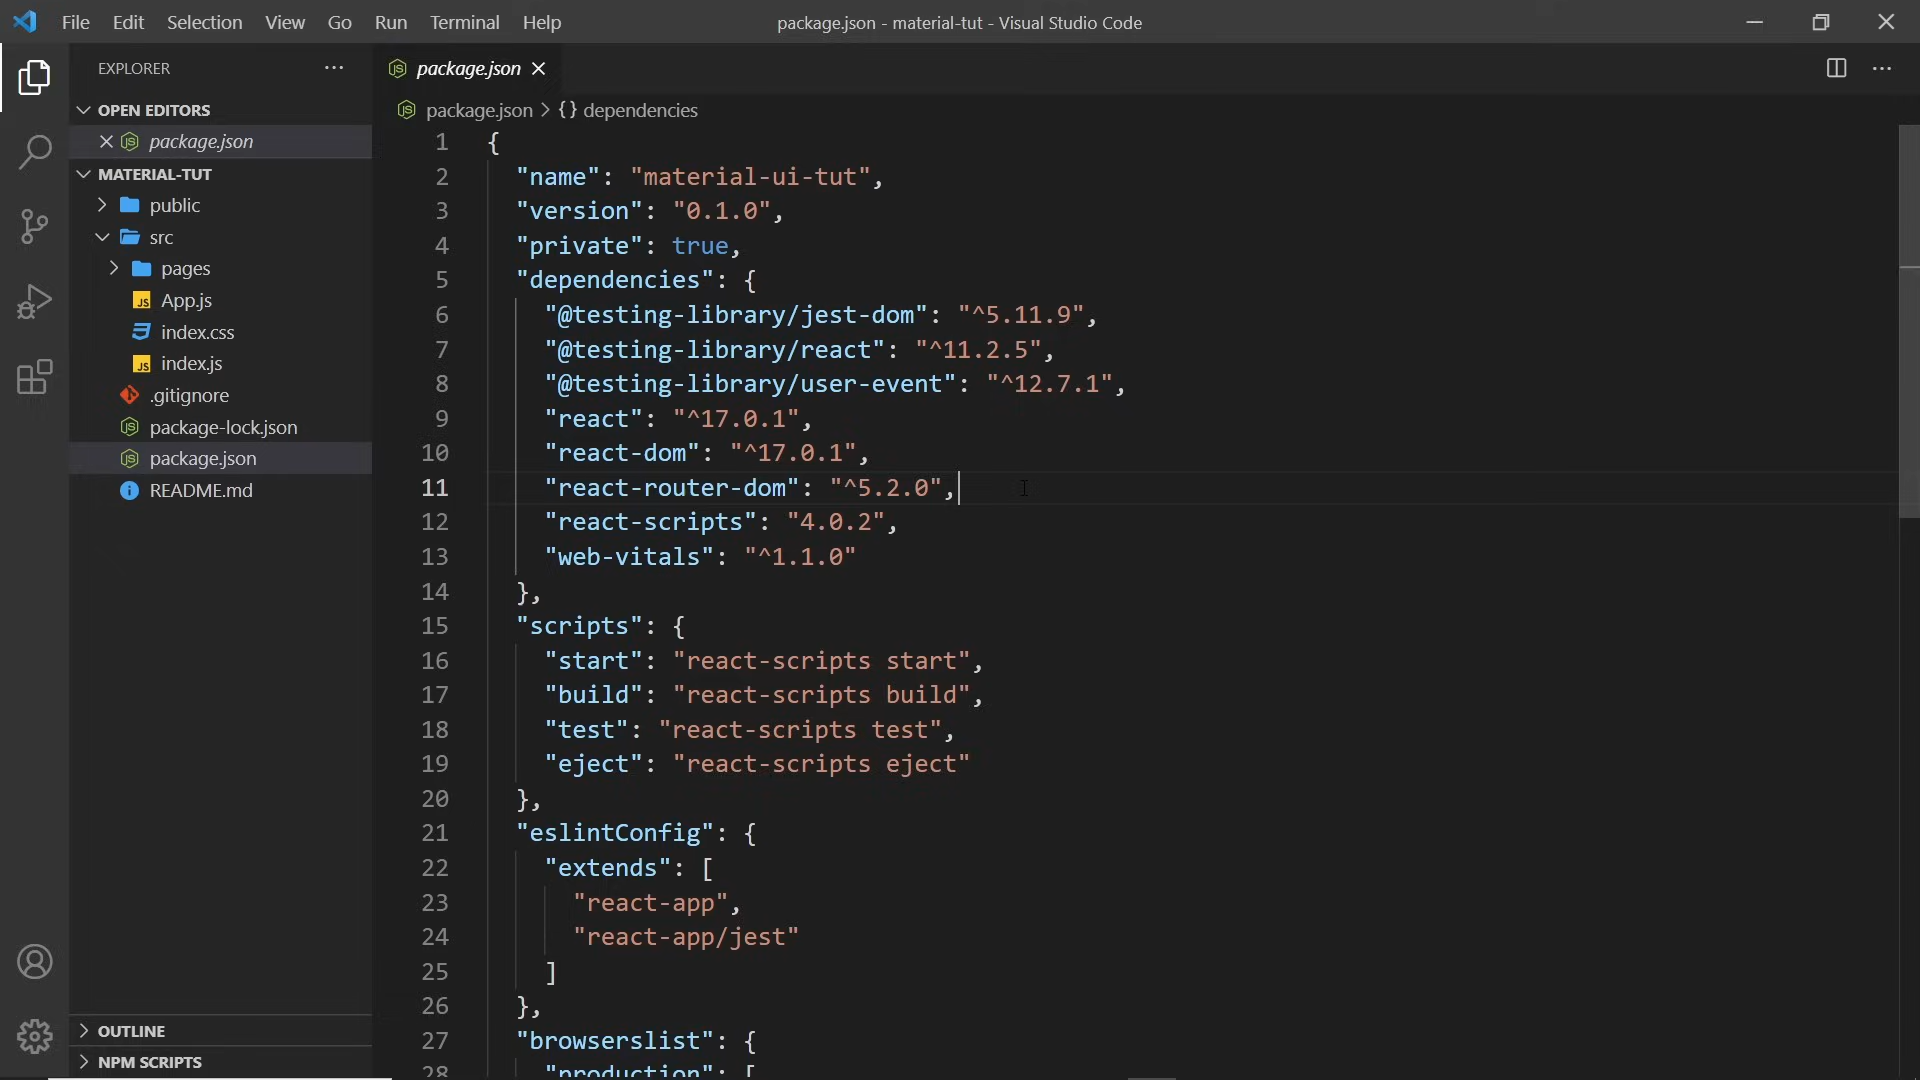 File Edit Selection View Go Run Terminal Help
package.json - material-tut - Visual Studio Code
EXPLORER
OPEN EDITORS
package.json
MATERIAL-TUT
public
src
pages
App.js
index.css
index.js
.gitignore
package-lock.json
package.json
README.md
OUTLINE
NPM SCRIPTS
package.json
package.json > {} dependencies
1 {
2 "name": "material-ui-tut",
3 "version": "0.1.0",
4 "private": true,
5 "dependencies": {
6 "@testing-library/jest-dom": "^5.11.9",
7 "@testing-library/react": "^11.2.5",
8 "@testing-library/user-event": "^12.7.1",
9 "react": "^17.0.1",
10 "react-dom": "^17.0.1",
11 "react-router-dom": "^5.2.0",
12 "react-scripts": "4.0.2",
13 "web-vitals": "^1.1.0"
14 },
15 "scripts": {
16 "start": "react-scripts start",
17 "build": "react-scripts build",
18 "test": "react-scripts test",
19 "eject": "react-scripts eject"
20 },
21 "eslintConfig": {
22 "extends": [
23 "react-app",
24 "react-app/jest"
25 ]
26 },
27 "browserslist": {
28 "production": [